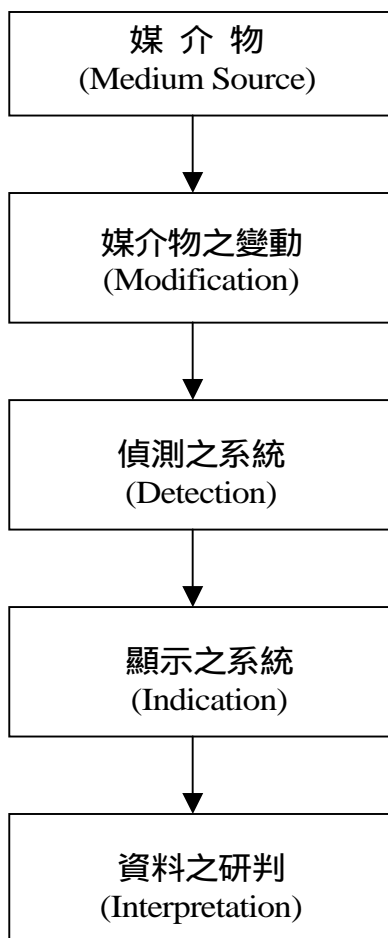 媒 介 物
(Medium Source)
媒介物之變動
(Modification)
偵測之系統
(Detection)
顯示之系統
(Indication)
資料之研判
(Interpretation)